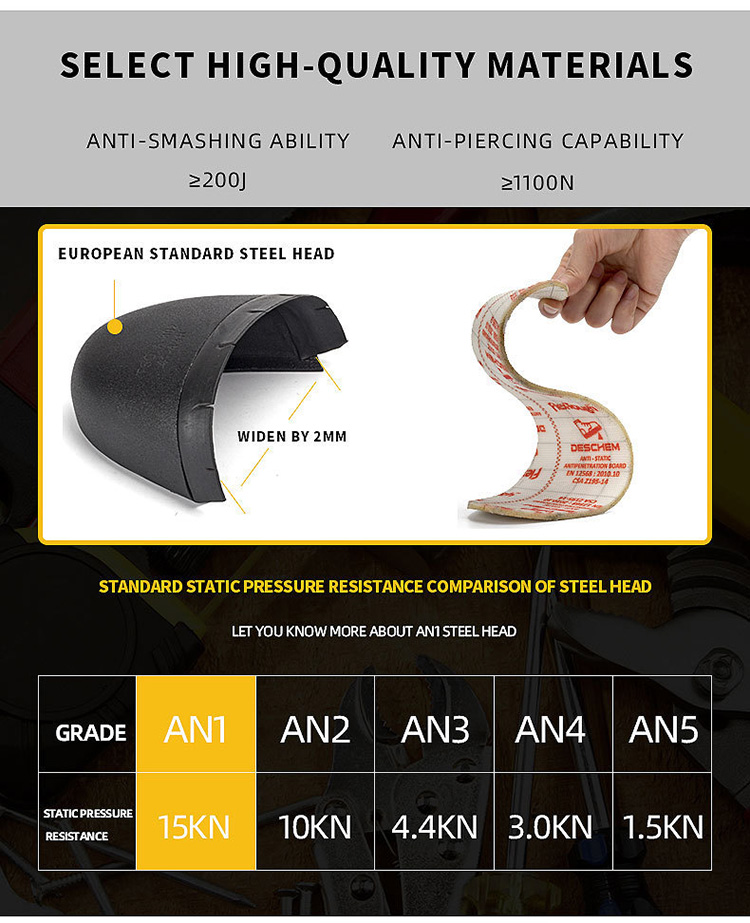 SELECT HIGH-QUALITY MATERIALS
ANTI-SMASHING ABILITY
≥200J
ANTI-PIERCING CAPABILITY
≥1100N
EUROPEAN STANDARD STEEL HEAD
WIDEN BY 2MM
DESCHEM
ANTI-STATIC
ANTIPENETRATION BOARD
EN 12568 : 2010.10
CSA Z195-14
STANDARD STATIC PRESSURE RESISTANCE COMPARISON OF STEEL HEAD
LET YOU KNOW MORE ABOUT AN1 STEEL HEAD
GRADE AN1 AN2 AN3 AN4 AN5
STATIC PRESSURE
RESISTANCE
15KN 10KN 4.4KN 3.0KN 1.5KN